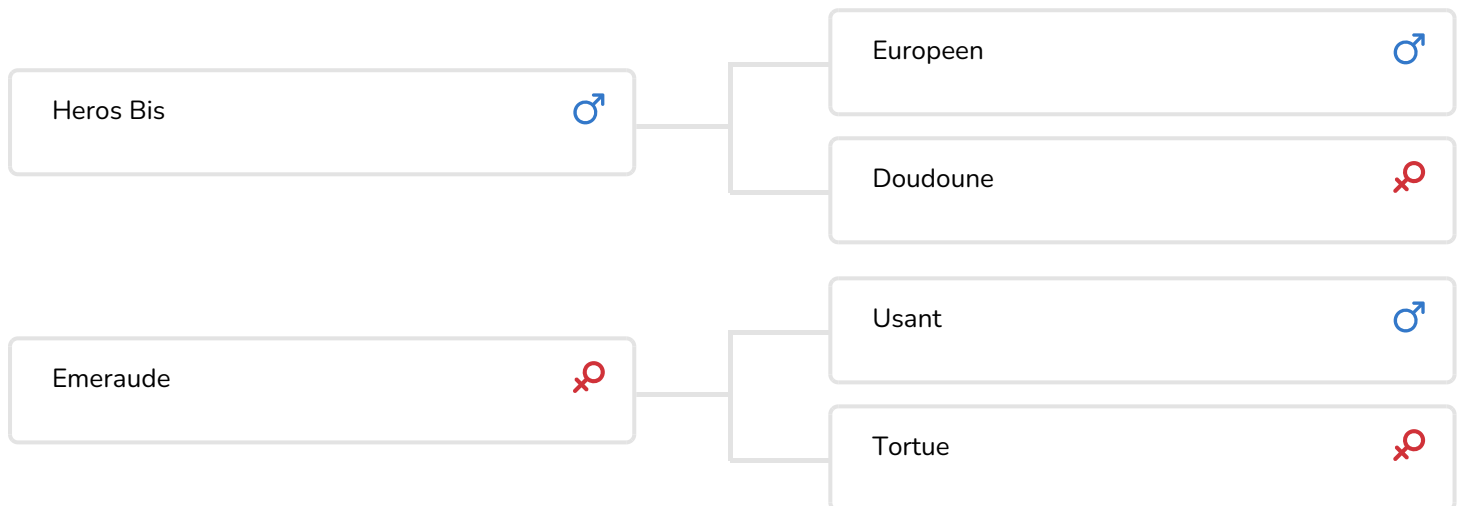 Heros Bis
Europeen
Doudoune
Emeraude
Usant
Tortue